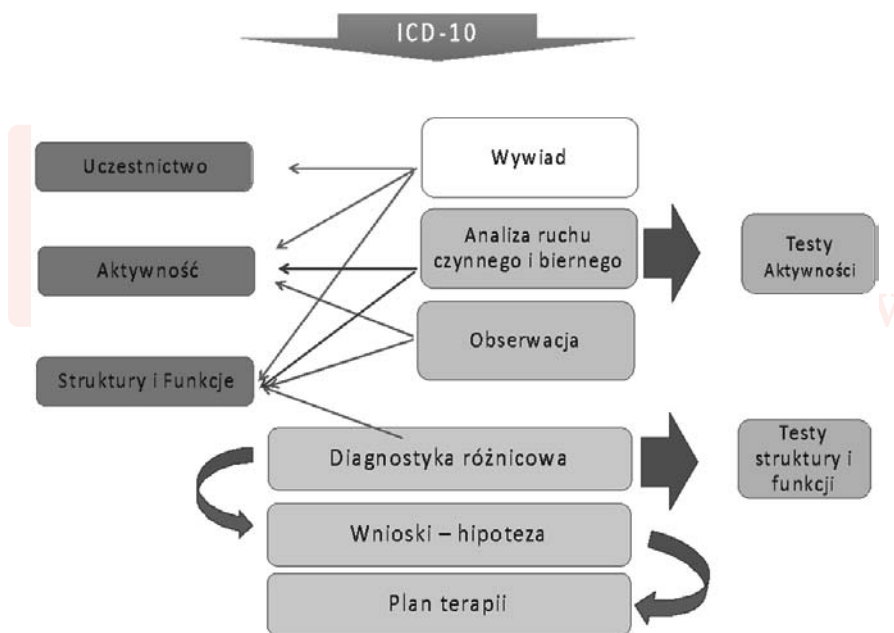 ICD-10
Uczestnictwo
Aktywność
Struktury i Funkcje
Wywiad
Analiza ruchu
czynnego i biernego
Obserwacja
Testy
Aktywności
Diagnostyka różnicowa
Testy
struktury i
funkcji
Wnioski – hipoteza
Plan terapii